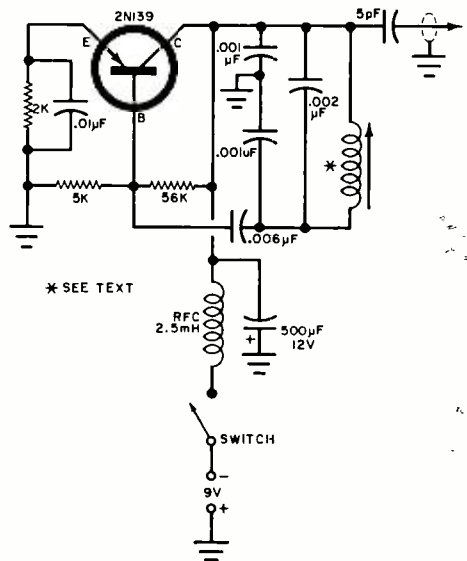 2N139
E
C
B
5pF
.001
µF
.002
µF
2K
.01µF
.001µF
5K
56K
.006µF
*
* SEE TEXT
RFC
2.5mH
500µF
12V
+
SWITCH
-
9V
+